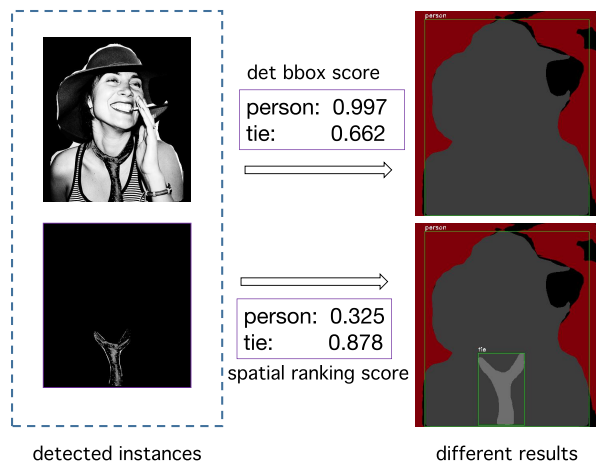 person
det bbox score
person: 0.997
tie: 0.662
person
person: 0.325
tie: 0.878
tie
spatial ranking score
detected instances
different results